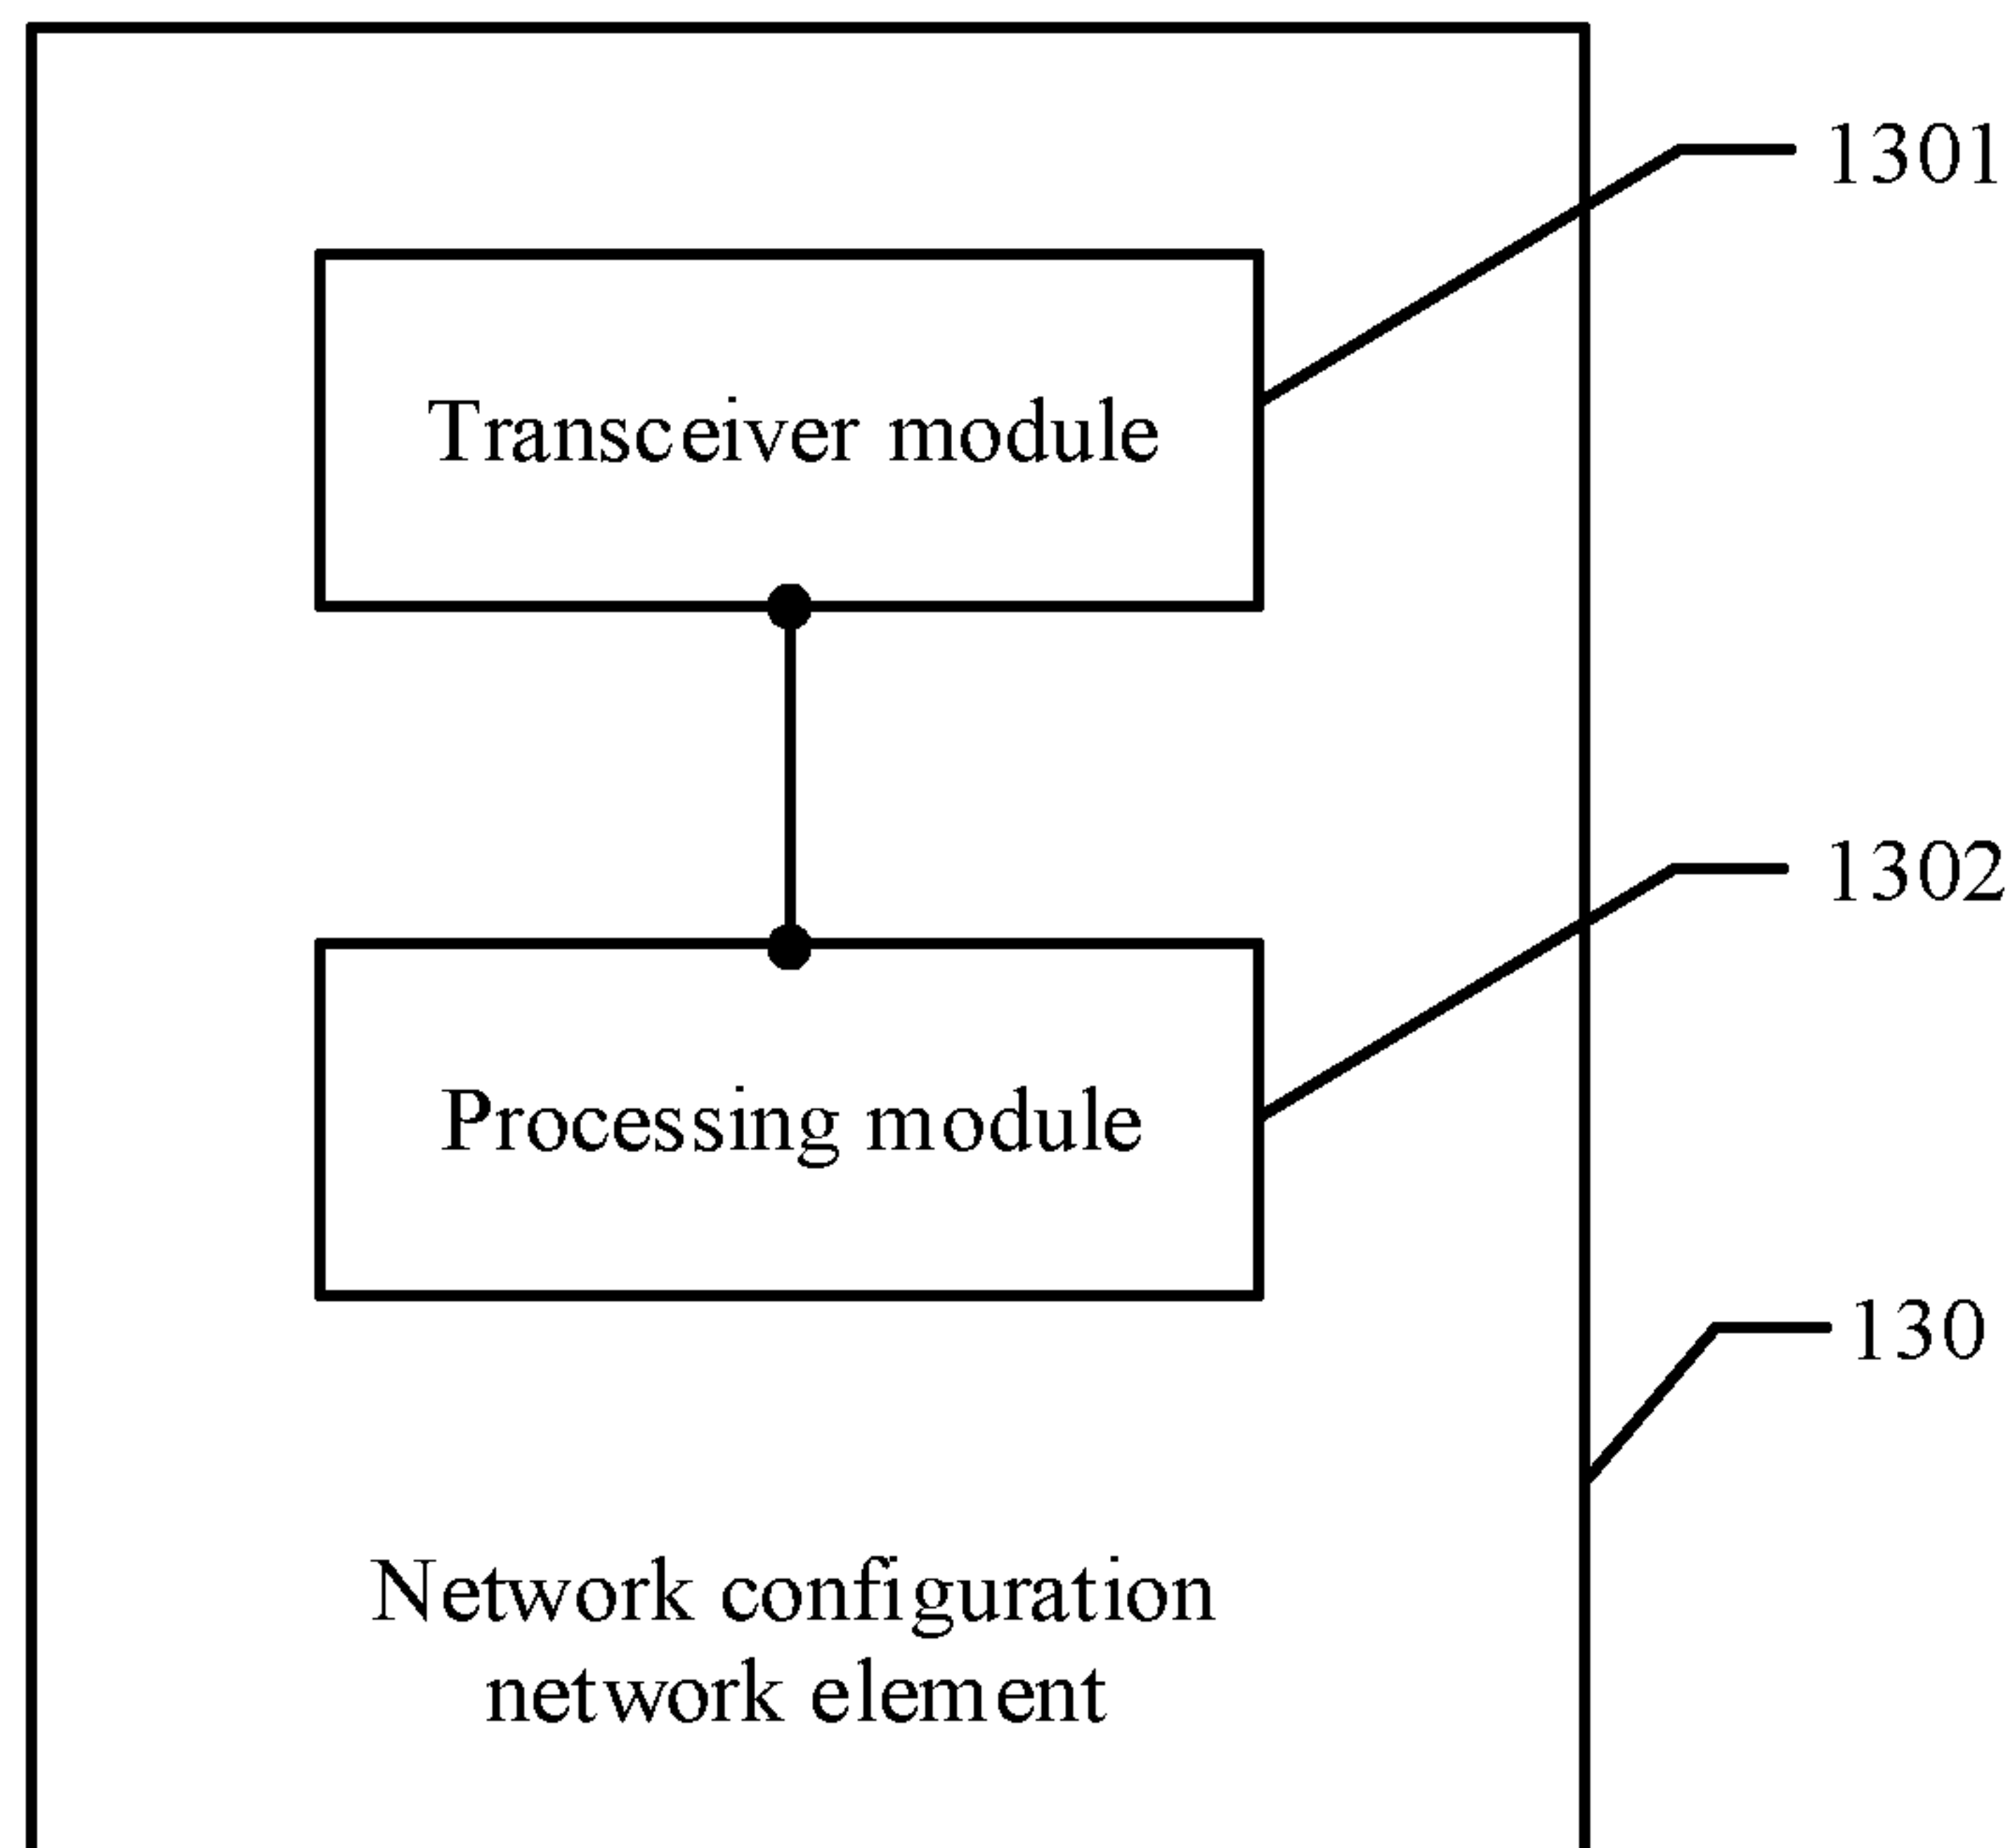 1301
Transceiver module
1302
Processing module
130
Network configuration
network element